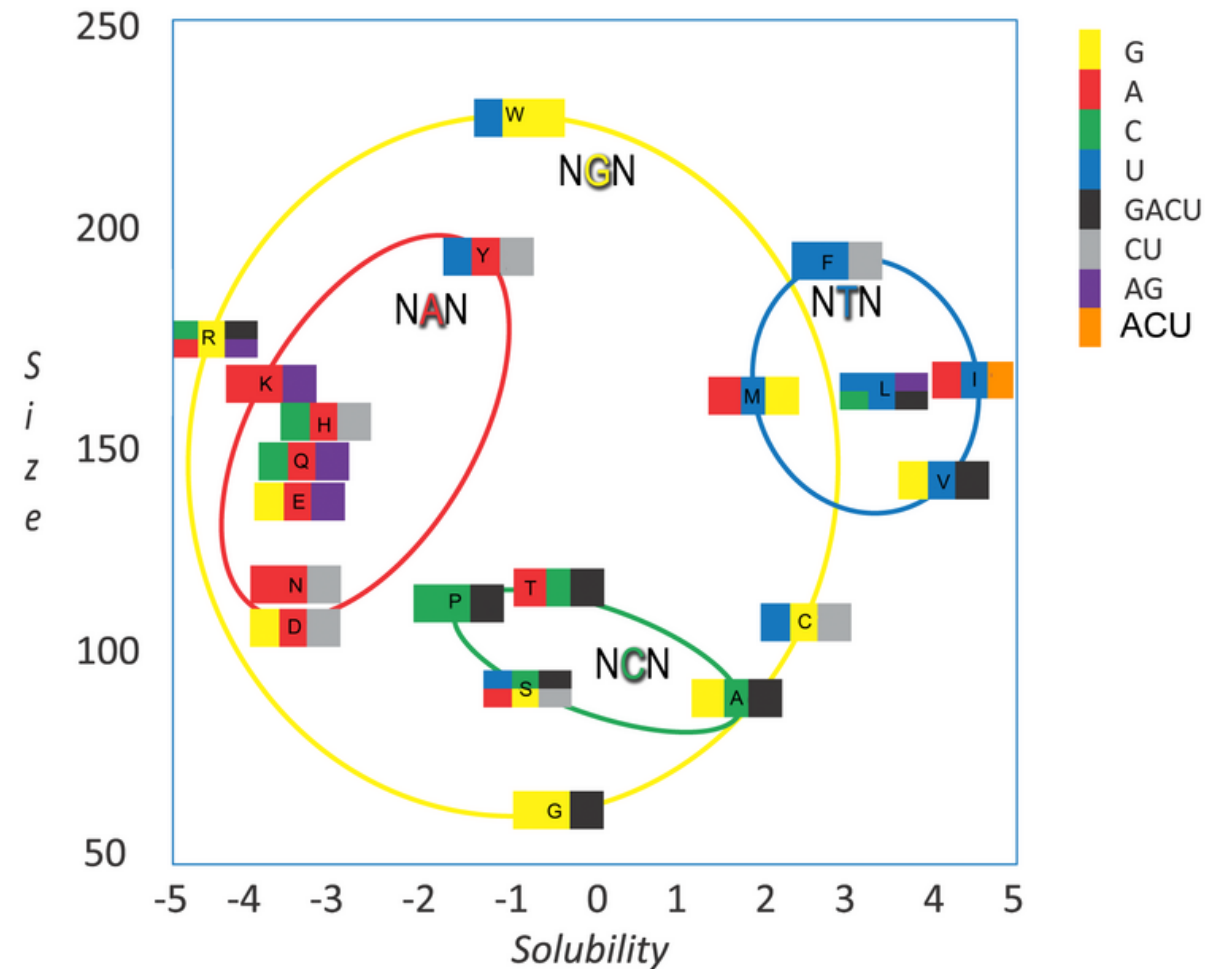 250
200
150
100
50
S
i
z
e
W
NGN
Y
NAN
F
NTN
R
K
H
Q
E
N
D
M
L
I
V
T
P
NCN
S
C
A
G
-5 -4 -3 -2 -1 0 1 2 3 4 5
Solubility
G
A
C
U
GACU
CU
AG
ACU